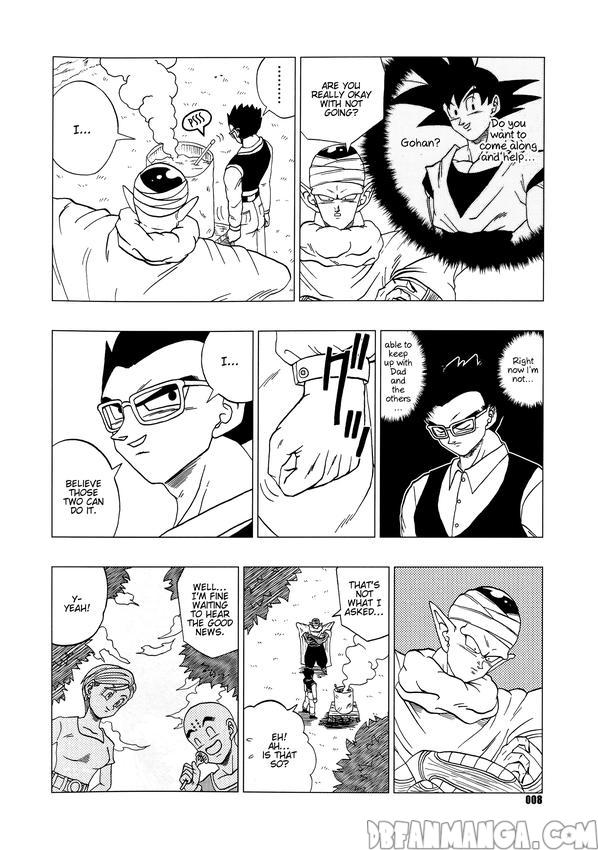 ARE YOU
REALLY OKAY
WITH NOT
GOING?
Gohan?
Do you
want to
come along
and help...
........
PSSS
I...
Right
now I'm
not...
able to
keep
up with
Dad
and the
others
...
I...
BELIEVE
THOSE
TWO CAN
DO IT.
THAT'S
NOT
WHAT I
ASKED...
EH!
AH...
IS THAT
SO?
WELL...
I'M FINE
WAITING
TO HEAR
THE GOOD
NEWS.
Y-
YEAH!
008
DBFANMANGA.COM